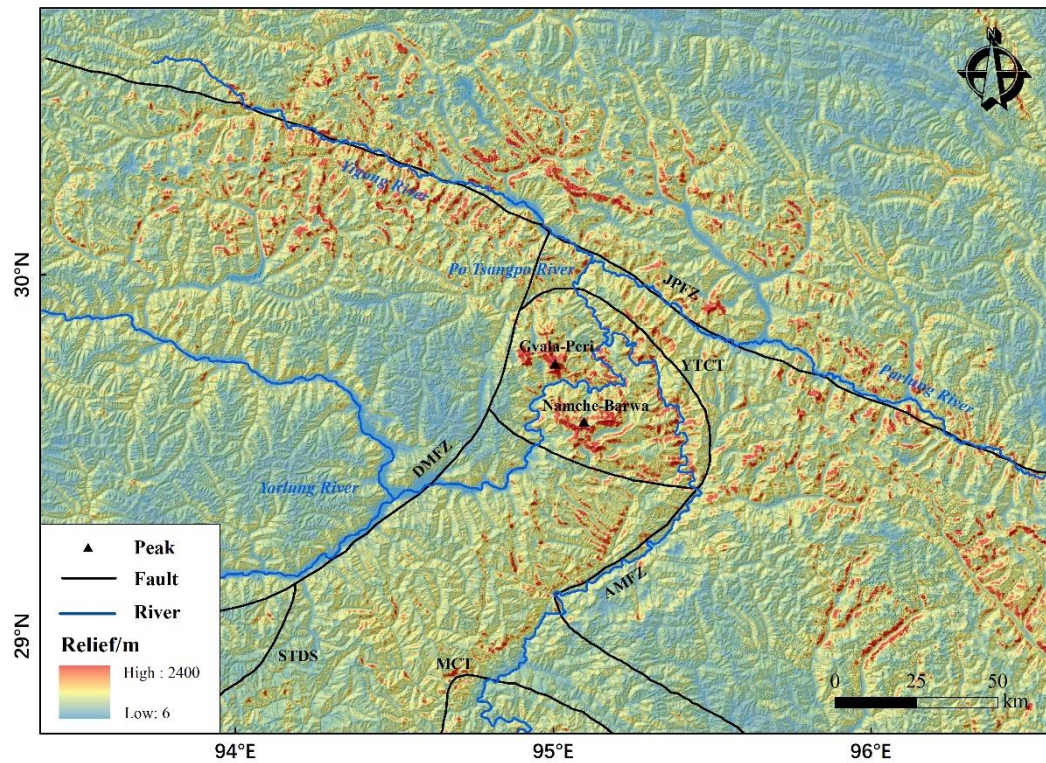 N
Yigong River
30°N
Po Tsangpo River
JPFZ
Gyala-Peri
YTCT
Parlung River
Namche-Barwa
DMFZ
Yarlung River
AMFZ
29°N
STDS
MCT
Peak
Fault
River
Relief/m
High : 2400
Low: 6
0 25 50
km
94°E 95°E 96°E